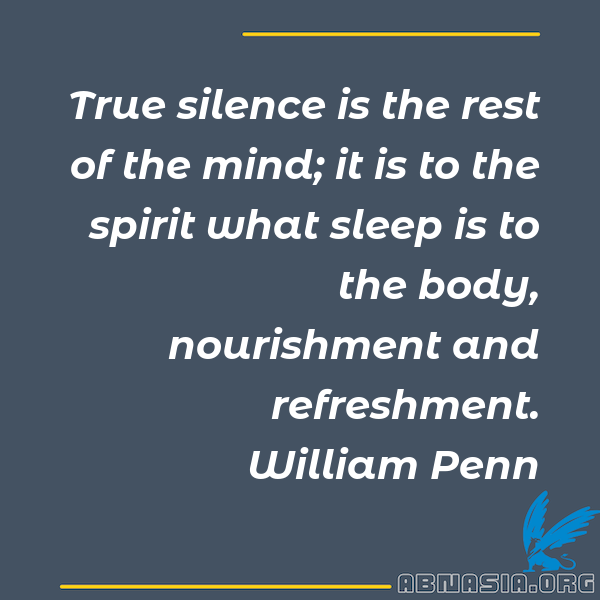 True silence is the rest
of the mind; it is to the
spirit what sleep is to
the body,
nourishment and
refreshment.
William Penn
ABNASIA.ORG